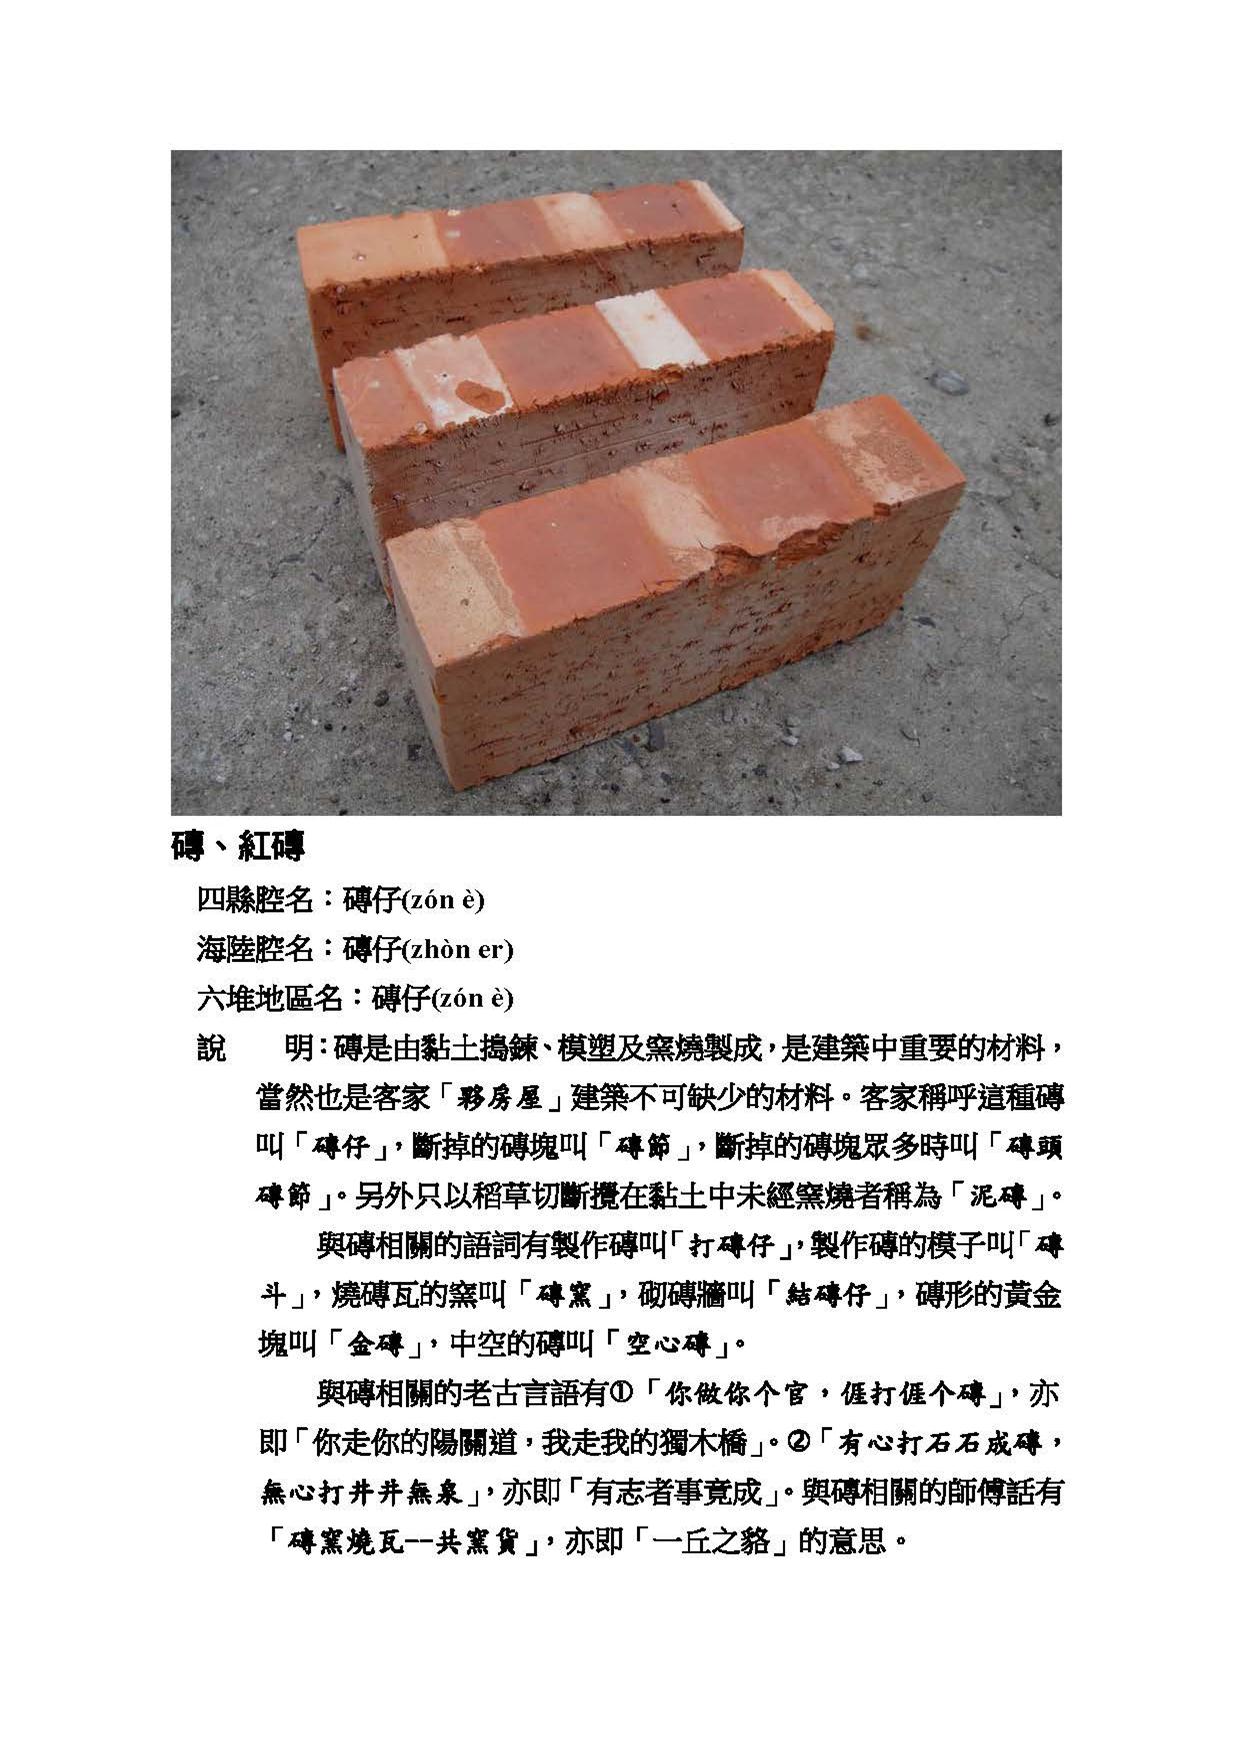 磚、紅磚
四縣腔名：磚仔(zón è)
海陸腔名：磚仔(zhòn er)
六堆地區名：磚仔(zón è)
說　　明：磚是由黏土搗鍊、模塑及窯燒製成，是建築中重要的材料，
當然也是客家「夥房屋」建築不可缺少的材料。客家稱呼這種磚
叫「磚仔」，斷掉的磚塊叫「磚節」，斷掉的磚塊眾多時叫「磚頭
磚節」。另外只以稻草切斷攪在黏土中未經窯燒者稱為「泥磚」。
與磚相關的語詞有製作磚叫「打磚仔」，製作磚的模子叫「磚
斗」，燒磚瓦的窯叫「磚窯」，砌磚牆叫「結磚仔」，磚形的黃金
塊叫「金磚」，中空的磚叫「空心磚」。
與磚相關的老古言語有①「你做你个官，𠊎打𠊎个磚」，亦
即「你走你的陽關道，我走我的獨木橋」。②「有心打石石成磚，
無心打井井無泉」，亦即「有志者事竟成」。與磚相關的師傅話有
「磚窯燒瓦--共窯貨」，亦即「一丘之貉」的意思。